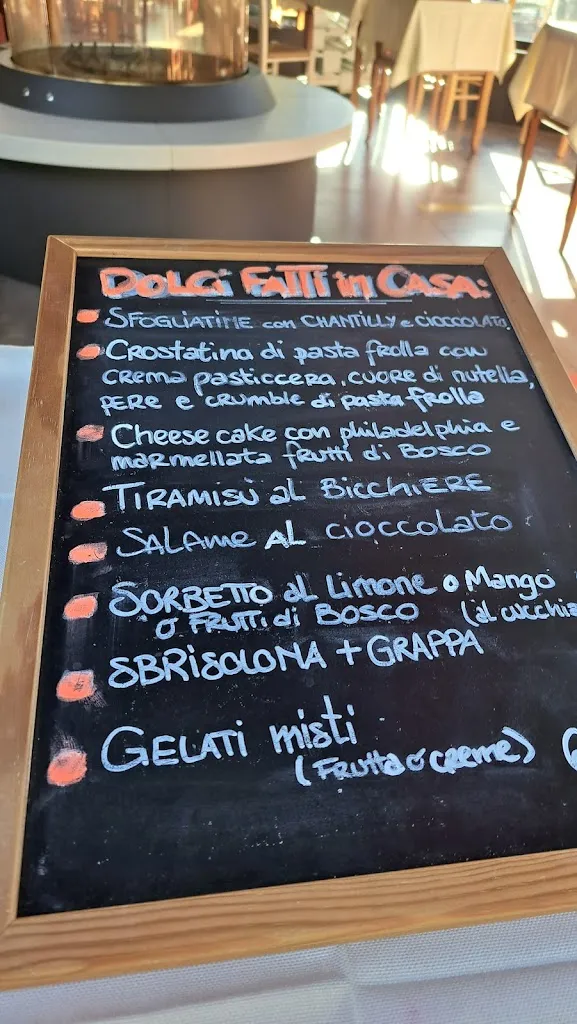 DOLCI FATTI in CASA:
SFOGLIATINE con CHANTILLY e CIOCCOLATO.
Crostatina di pasta frolla con
crema pasticcera, cuore di nutella,
pere e crumble di pasta frolla
Cheese cake con philadelphia e
marmellata frutti di Bosco
TIRAMISÙ al BICCHIERE
SALAME AL CIOCCOLATO
SORBETTO al Limone o Mango
o FRUTTI di BOSCO (al cucchia
SBRISOLONA + GRAPPA
GELATI misti
(Frutta o creme)